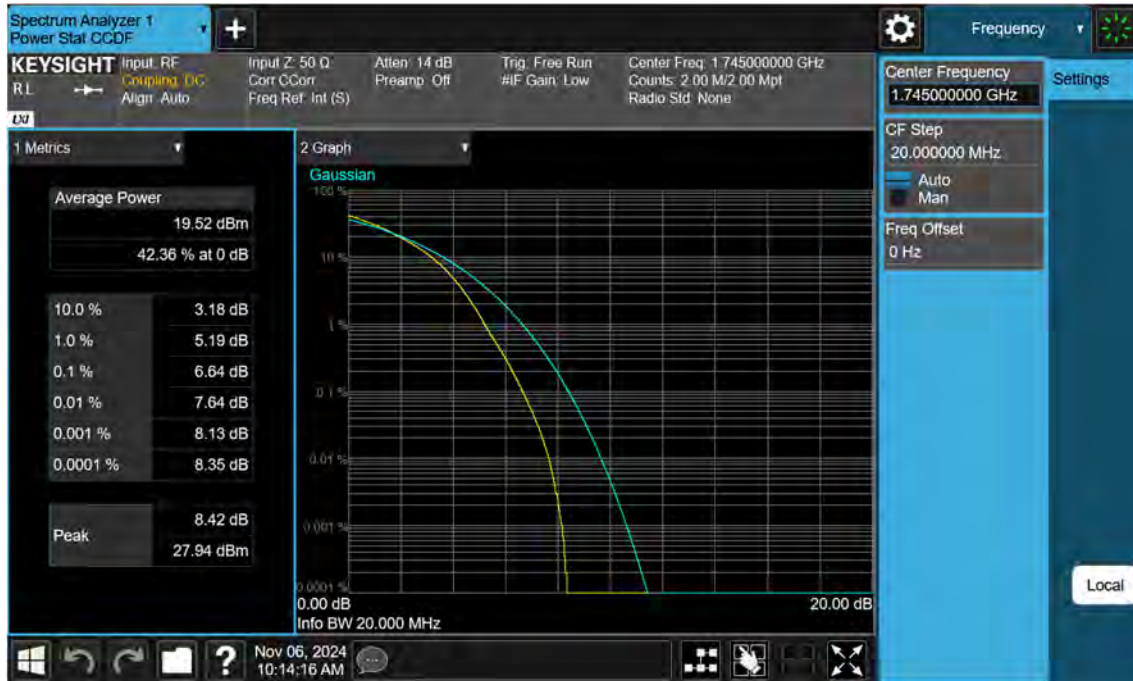 Spectrum Analyzer 1
Power Stat CCDF
Frequency
KEYSIGHT
RL
LXI
Input: RF
Coupling: DC
Align: Auto
Input Z: 50 Ω
Corr CCorr
Freq Ref: Int (S)
Atten: 14 dB
Preamp: Off
Trig: Free Run
#IF Gain: Low
Center Freq: 1.745000000 GHz
Counts: 2.00 M/2.00 Mpt
Radio Std: None
Center Frequency
1.745000000 GHz
Settings
CF Step
20.000000 MHz
Auto
Man
Freq Offset
0 Hz
Local
1 Metrics
Average Power
19.52 dBm
42.36 % at 0 dB
10.0 % 3.18 dB
1.0 % 5.19 dB
0.1 % 6.64 dB
0.01 % 7.64 dB
0.001 % 8.13 dB
0.0001 % 8.35 dB
Peak
8.42 dB
27.94 dBm
2 Graph
Gaussian
100 %
10 %
1 %
0.1 %
0.01 %
0.001 %
0.0001 %
0.00 dB 20.00 dB
Info BW 20.000 MHz
?
Nov 06, 2024
10:14:16 AM